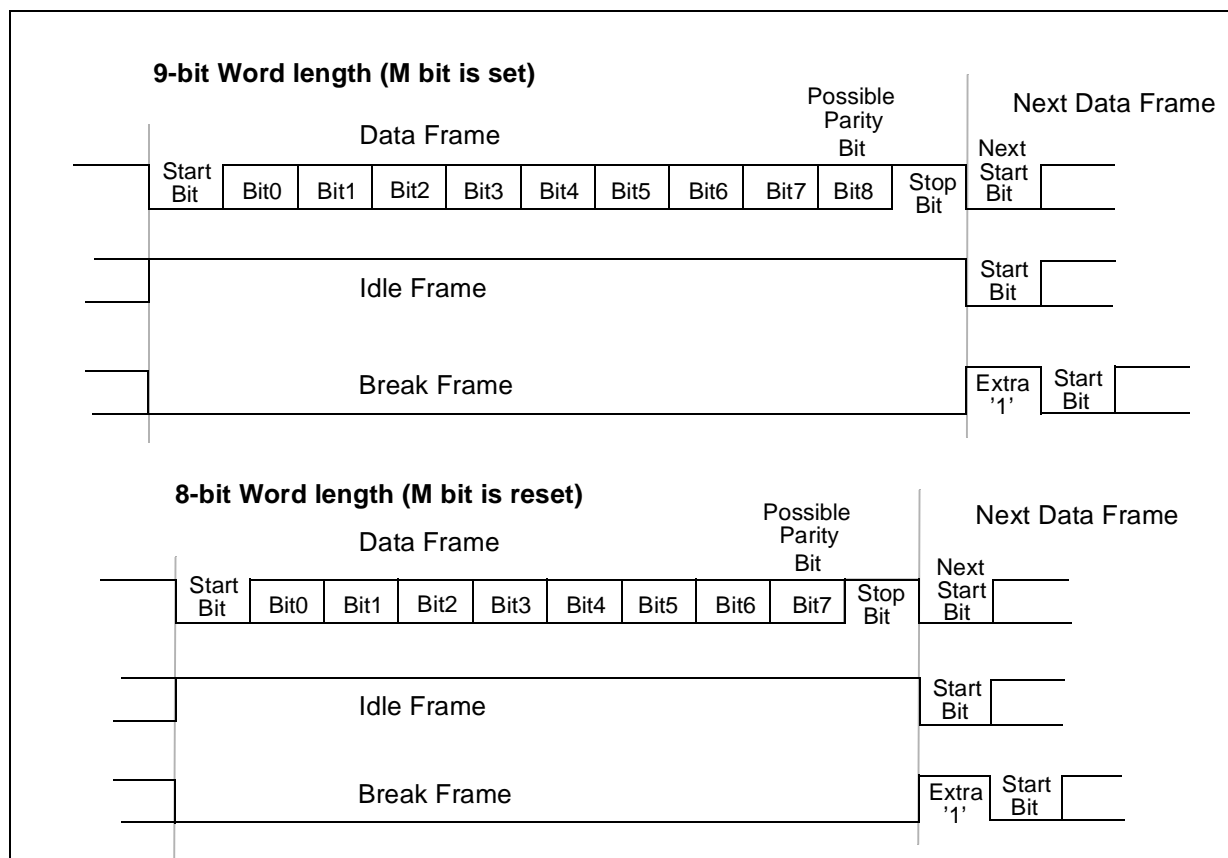 9-bit Word length (M bit is set)
Possible
Parity
Bit
Next Data Frame
Data Frame
Start
Bit
Bit0
Bit1
Bit2
Bit3
Bit4
Bit5
Bit6
Bit7
Bit8
Stop
Bit
Next
Start
Bit
Idle Frame
Start
Bit
Break Frame
Extra
’1’
Start
Bit
8-bit Word length (M bit is reset)
Possible
Parity
Bit
Next Data Frame
Data Frame
Start
Bit
Bit0
Bit1
Bit2
Bit3
Bit4
Bit5
Bit6
Bit7
Stop
Bit
Next
Start
Bit
Idle Frame
Start
Bit
Break Frame
Extra
’1’
Start
Bit